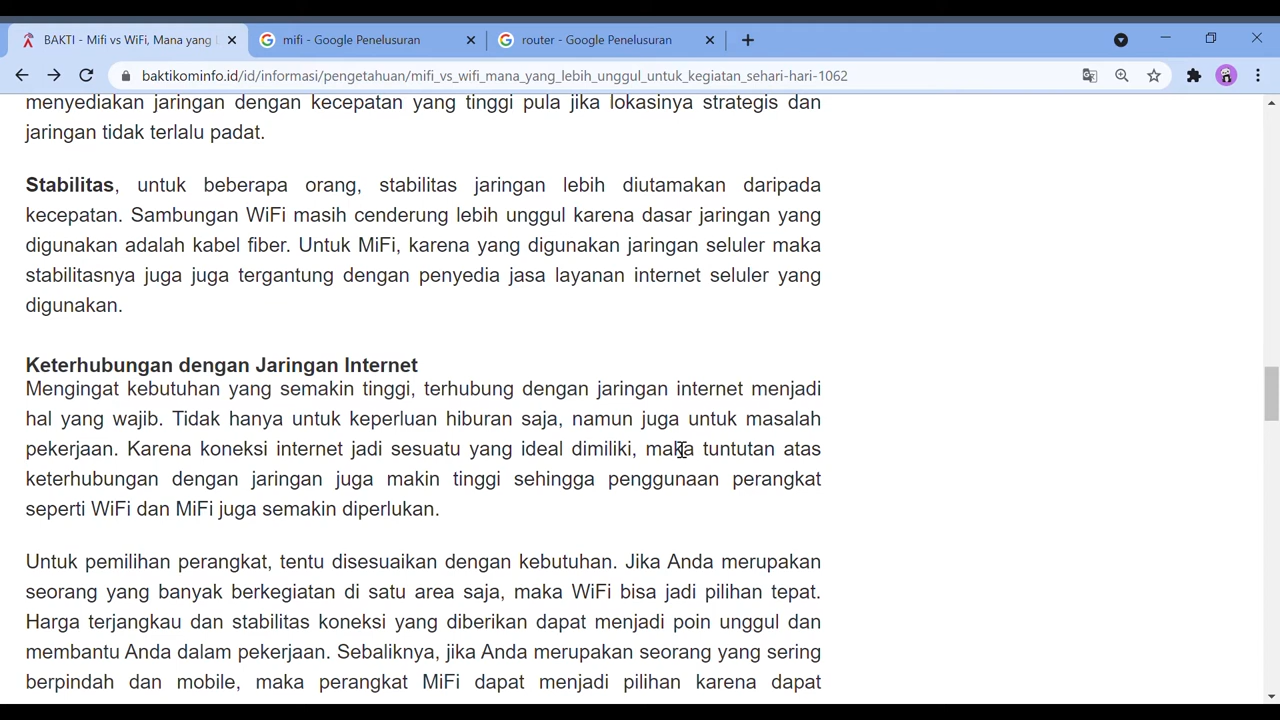 BAKTI - Mifi vs WiFi, Mana yang
mifi - Google Penelusuran
router - Google Penelusuran
baktikominfo.id/id/informasi/pengetahuan/mifi_vs_wifi_mana_yang_lebih_unggul_untuk_kegiatan_sehari-hari-1062
menyediakan jaringan dengan kecepatan yang tinggi pula jika lokasinya strategis dan
jaringan tidak terlalu padat.
Stabilitas, untuk beberapa orang, stabilitas jaringan lebih diutamakan daripada
kecepatan. Sambungan WiFi masih cenderung lebih unggul karena dasar jaringan yang
digunakan adalah kabel fiber. Untuk MiFi, karena yang digunakan jaringan seluler maka
stabilitasnya juga juga tergantung dengan penyedia jasa layanan internet seluler yang
digunakan.
Keterhubungan dengan Jaringan Internet
Mengingat kebutuhan yang semakin tinggi, terhubung dengan jaringan internet menjadi
hal yang wajib. Tidak hanya untuk keperluan hiburan saja, namun juga untuk masalah
pekerjaan. Karena koneksi internet jadi sesuatu yang ideal dimiliki, maka tuntutan atas
keterhubungan dengan jaringan juga makin tinggi sehingga penggunaan perangkat
seperti WiFi dan MiFi juga semakin diperlukan.
Untuk pemilihan perangkat, tentu disesuaikan dengan kebutuhan. Jika Anda merupakan
seorang yang banyak berkegiatan di satu area saja, maka WiFi bisa jadi pilihan tepat.
Harga terjangkau dan stabilitas koneksi yang diberikan dapat menjadi poin unggul dan
membantu Anda dalam pekerjaan. Sebaliknya, jika Anda merupakan seorang yang sering
berpindah dan mobile, maka perangkat MiFi dapat menjadi pilihan karena dapat